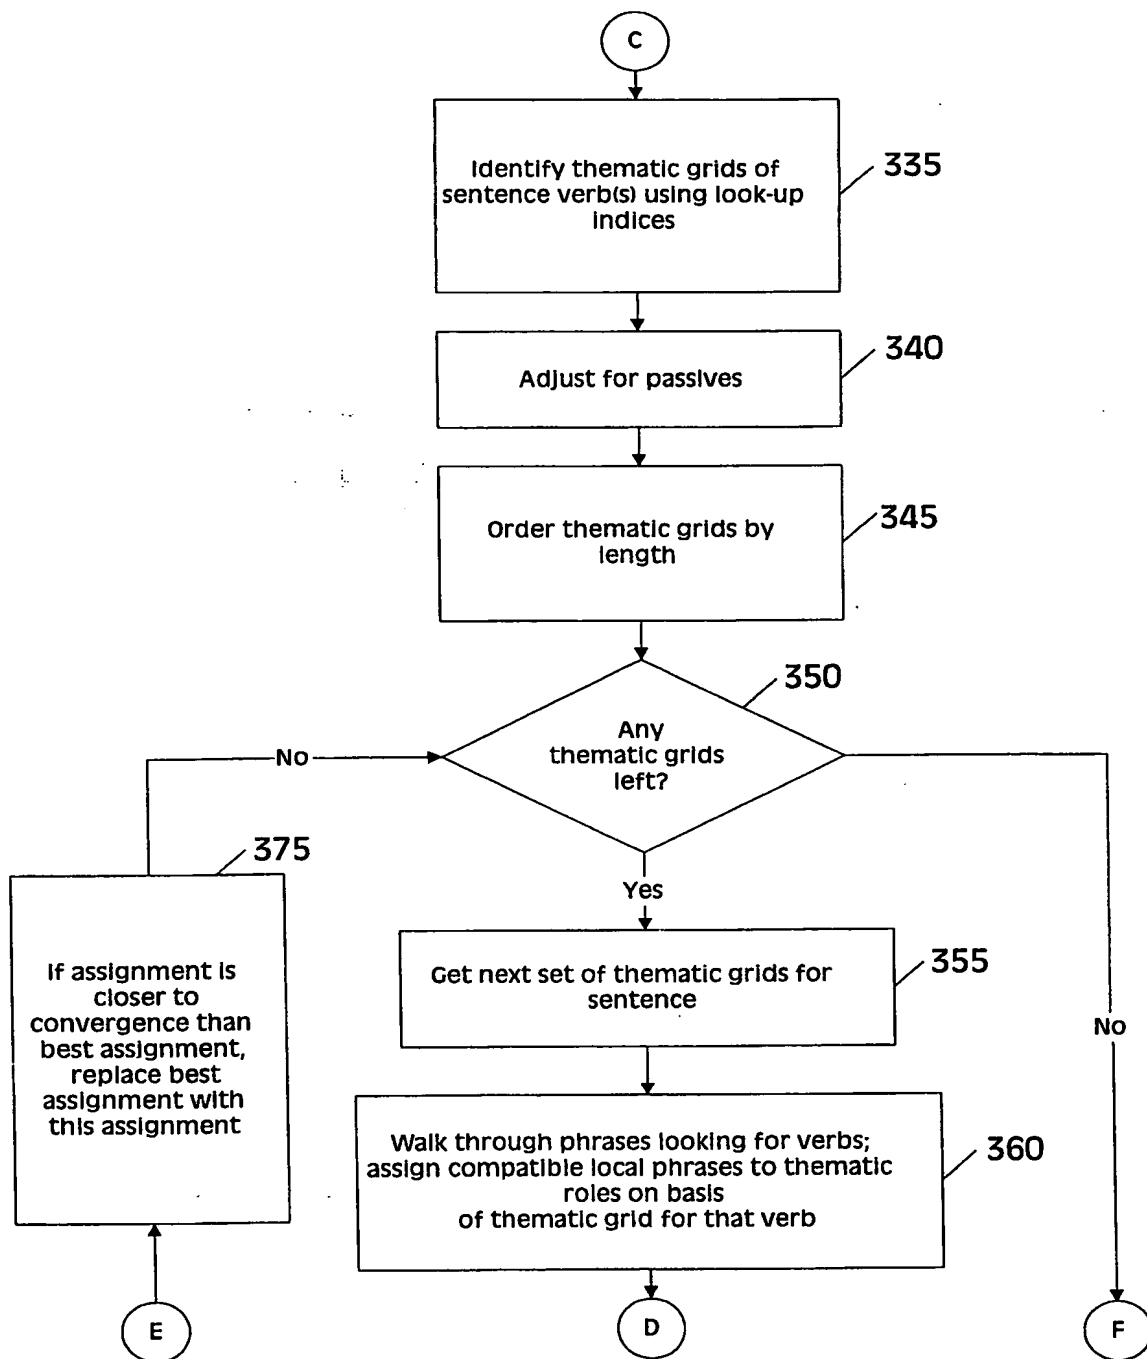 C
Identify thematic grids of
sentence verb(s) using look-up
indices
335
Adjust for passives
340
Order thematic grids by
length
345
350
Any
thematic grids
left?
No
375
Yes
If assignment is
closer to
convergence than
best assignment,
replace best
assignment with
this assignment
Get next set of thematic grids for
sentence
355
No
Walk through phrases looking for verbs;
assign compatible local phrases to thematic
roles on basis
of thematic grid for that verb
360
E
D
F